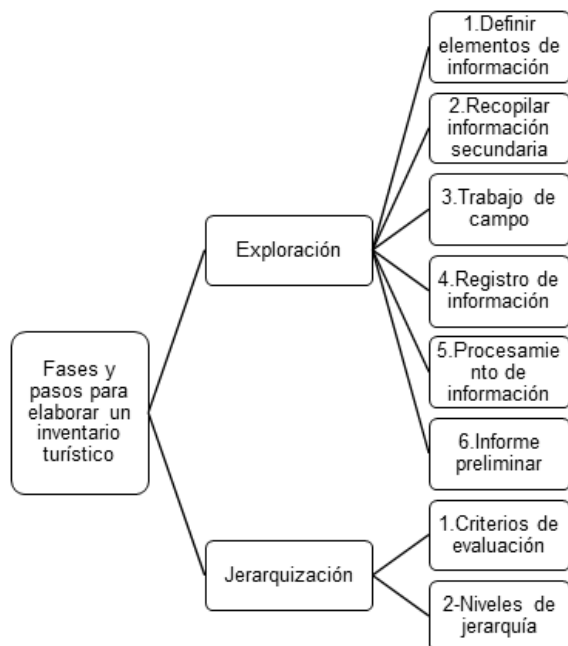 Fases y
pasos para
elaborar un
inventario
turístico
Exploración
1.Definir
elementos de
información
2.Recopilar
información
secundaria
3.Trabajo de
campo
4.Registro de
información
5.Procesamie
nto de
información
6.Informe
preliminar
Jerarquización
1.Criterios de
evaluación
2-Niveles de
jerarquía